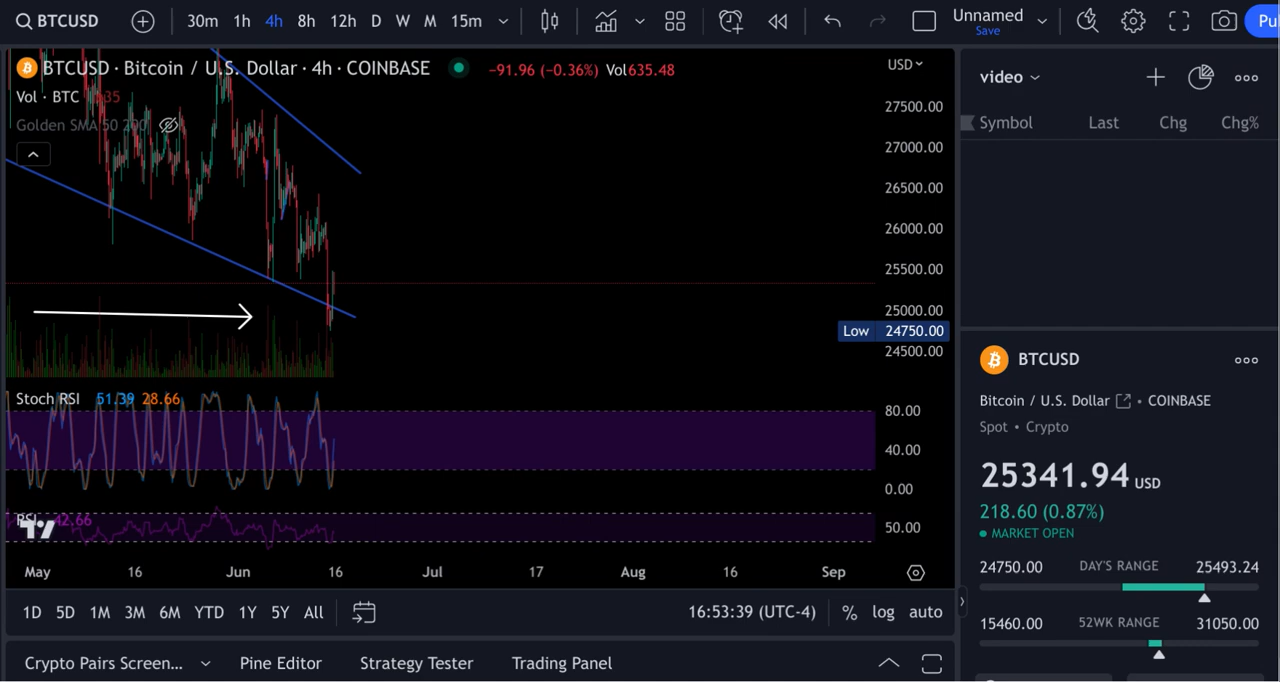 BTCUSD 30m 1h 4h 8h 12h D W M 15m Unnamed Save
BTCUSD · Bitcoin / U.S. Dollar · 4h · COINBASE −91.96 (−0.36%) Vol635.48
Vol · BTC
Golden SMA 50 200
USD
27500.00
27000.00
26500.00
26000.00
25500.00
25000.00
Low 24750.00
24500.00
Stoch RSI 51.39 28.66
80.00
40.00
0.00
RSI 42.66
50.00
May 16 Jun 16 Jul 17 Aug 16 Sep
1D 5D 1M 3M 6M YTD 1Y 5Y All 16:53:39 (UTC-4) % log auto
Crypto Pairs Screen... Pine Editor Strategy Tester Trading Panel
video
Symbol Last Chg Chg%
BTCUSD
Bitcoin / U.S. Dollar • COINBASE
Spot • Crypto
25341.94 USD
218.60 (0.87%)
MARKET OPEN
24750.00 DAY'S RANGE 25493.24
15460.00 52WK RANGE 31050.00